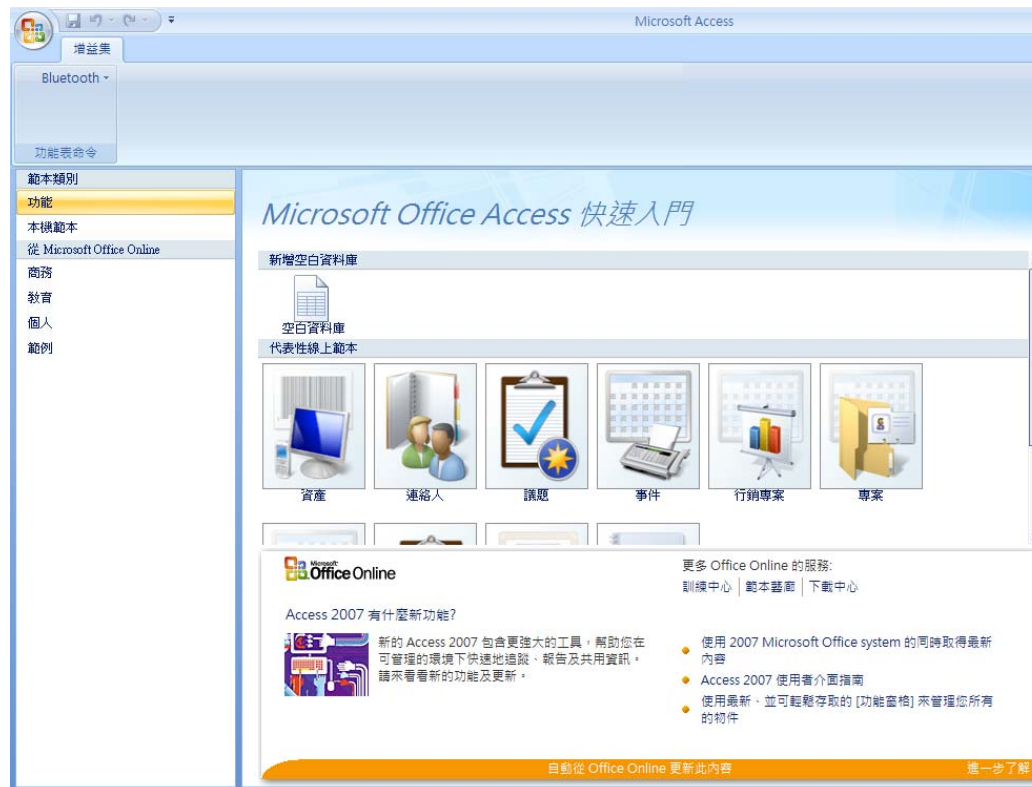 Microsoft Access
增益集
Bluetooth
功能表命令
範本類別
功能
本機範本
從 Microsoft Office Online
商務
教育
個人
範例
Microsoft Office Access 快速入門
新增空白資料庫
空白資料庫
代表性線上範本
資產
連絡人
議題
事件
行銷專案
專案
Microsoft
Office Online
Access 2007 有什麼新功能?
新的 Access 2007 包含更強大的工具，幫助您在
可管理的環境下快速地追蹤、報告及共用資訊。
請來看看新的功能及更新。
更多 Office Online 的服務:
訓練中心 | 範本藝廊 | 下載中心
使用 2007 Microsoft Office system 的同時取得最新
內容
Access 2007 使用者介面指南
使用最新、並可輕鬆存取的 [功能窗格] 來管理您所有
的物件
自動從 Office Online 更新此內容
進一步了解